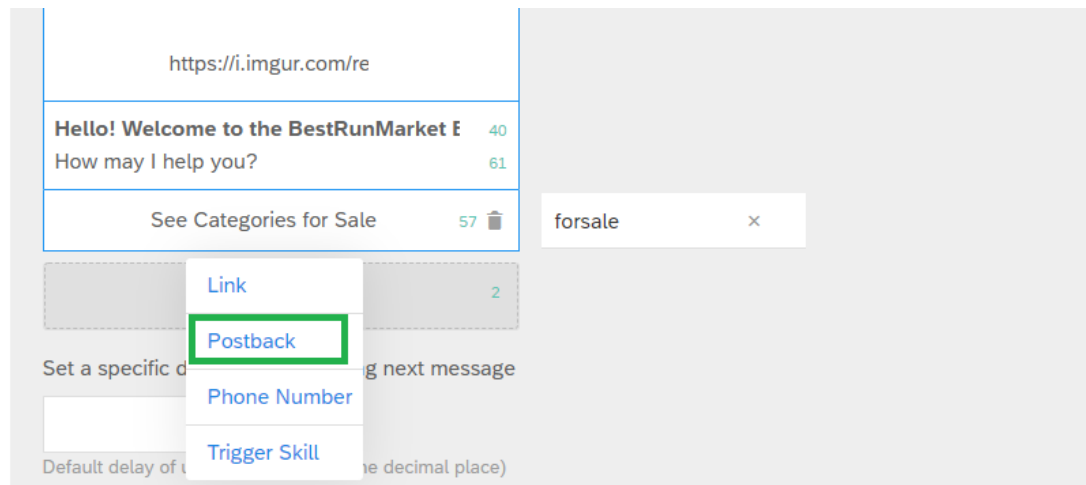 https://i.imgur.com/re
Hello! Welcome to the BestRunMarket E 40
How may I help you? 61
See Categories for Sale 57
forsale ×
Link
2
Postback
Set a specific d g next message
Phone Number
Trigger Skill
Default delay of u ne decimal place)